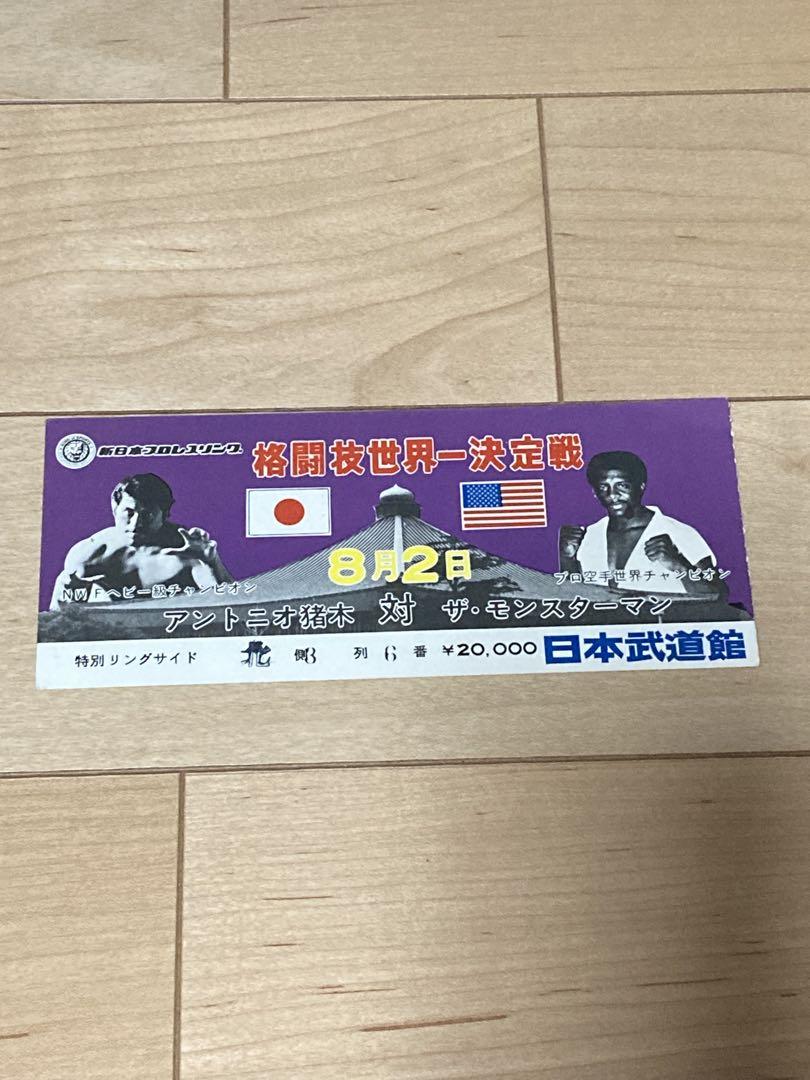 新日本プロレスリング
格闘技世界一決定戦
8月2日
NWFヘビー級チャンピオン
プロ空手世界チャンピオン
アントニオ猪木 対 ザ・モンスターマン
特別リングサイド 北側3列6番 ¥20,000 日本武道館